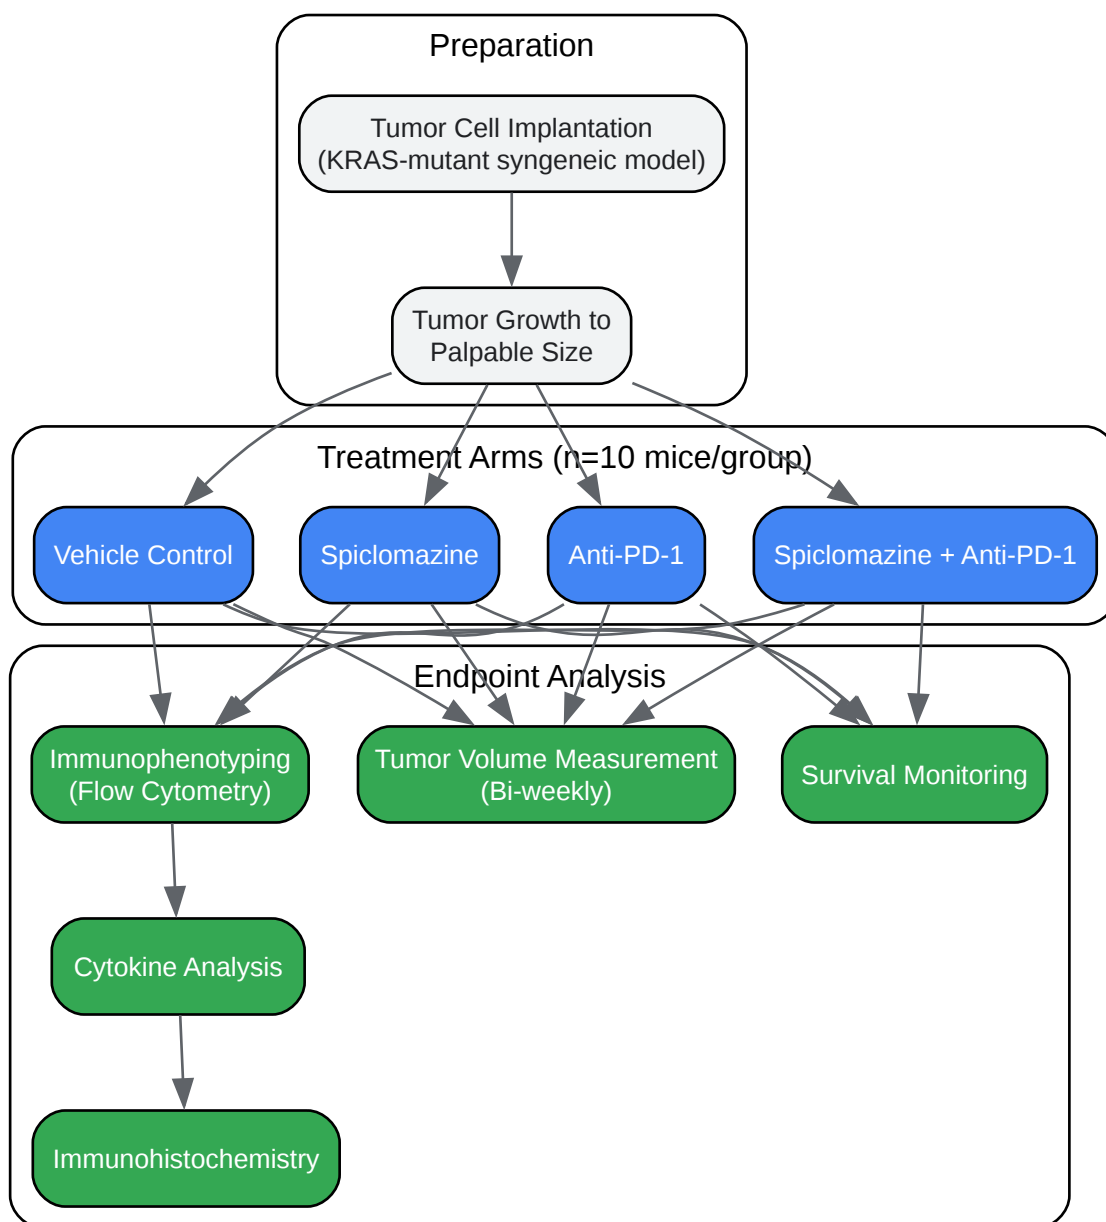 Preparation
Tumor Cell Implantation
(KRAS-mutant syngeneic model)
Tumor Growth to
Palpable Size
Treatment Arms (n=10 mice/group)
Vehicle Control
Spiclomazine
Anti-PD-1
Spiclomazine + Anti-PD-1
Endpoint Analysis
Immunophenotyping
(Flow Cytometry)
Tumor Volume Measurement
(Bi-weekly)
Survival Monitoring
Cytokine Analysis
Immunohistochemistry